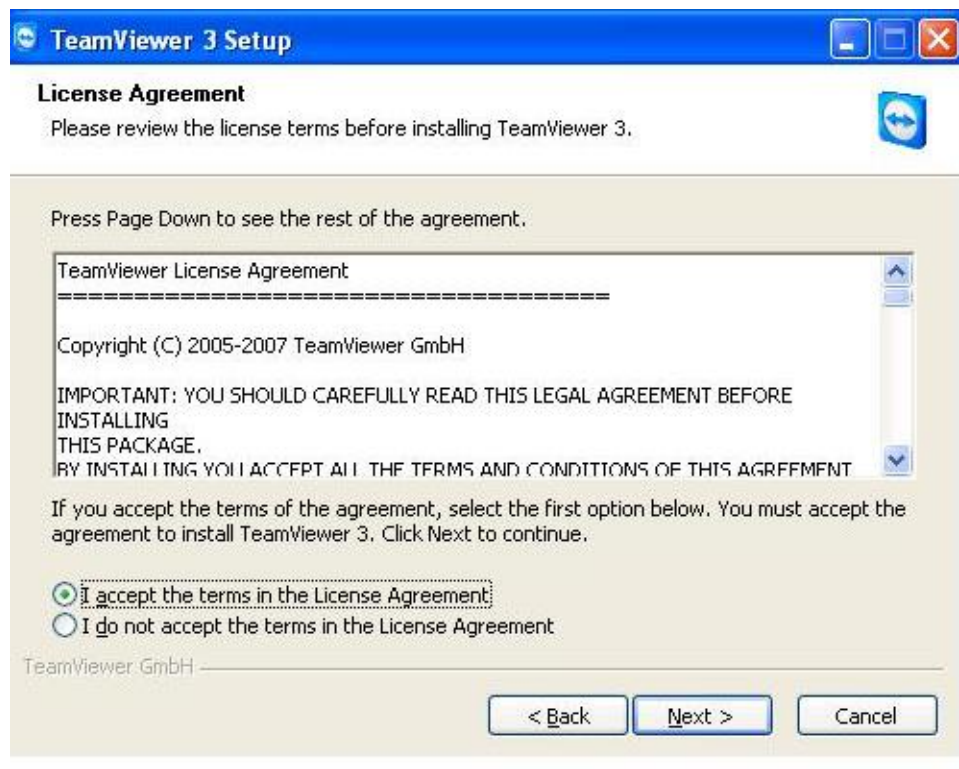 TeamViewer 3 Setup
License Agreement
Please review the license terms before installing TeamViewer 3.
Press Page Down to see the rest of the agreement.
TeamViewer License Agreement
====================================
Copyright (C) 2005-2007 TeamViewer GmbH
IMPORTANT: YOU SHOULD CAREFULLY READ THIS LEGAL AGREEMENT BEFORE
INSTALLING
THIS PACKAGE.
BY INSTALLING YOU ACCEPT ALL THE TERMS AND CONDITIONS OF THIS AGREEMENT
If you accept the terms of the agreement, select the first option below. You must accept the
agreement to install TeamViewer 3. Click Next to continue.
I accept the terms in the License Agreement
I do not accept the terms in the License Agreement
TeamViewer GmbH
< Back Next > Cancel